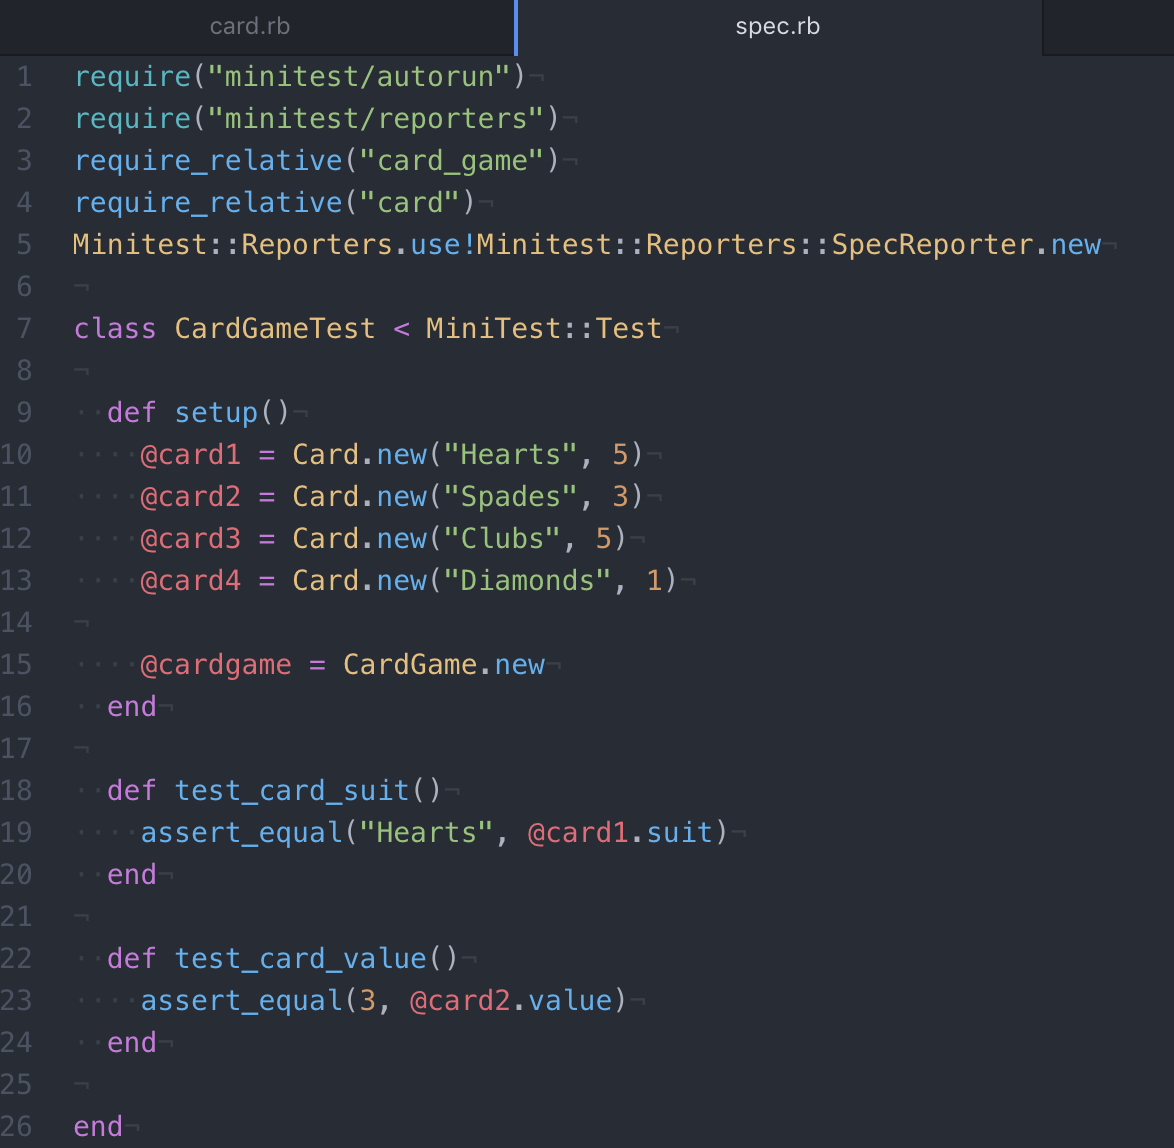 card.rb
spec.rb
1 require("minitest/autorun")¬
2 require("minitest/reporters")¬
3 require_relative("card_game")¬
4 require_relative("card")¬
5 Minitest::Reporters.use!Minitest::Reporters::SpecReporter.new¬
6 ¬
7 class CardGameTest < MiniTest::Test¬
8 ¬
9 ··def setup()¬
10 ····@card1 = Card.new("Hearts", 5)¬
11 ····@card2 = Card.new("Spades", 3)¬
12 ····@card3 = Card.new("Clubs", 5)¬
13 ····@card4 = Card.new("Diamonds", 1)¬
14 ¬
15 ····@cardgame = CardGame.new¬
16 ··end¬
17 ¬
18 ··def test_card_suit()¬
19 ····assert_equal("Hearts", @card1.suit)¬
20 ··end¬
21 ¬
22 ··def test_card_value()¬
23 ····assert_equal(3, @card2.value)¬
24 ··end¬
25 ¬
26 end¬